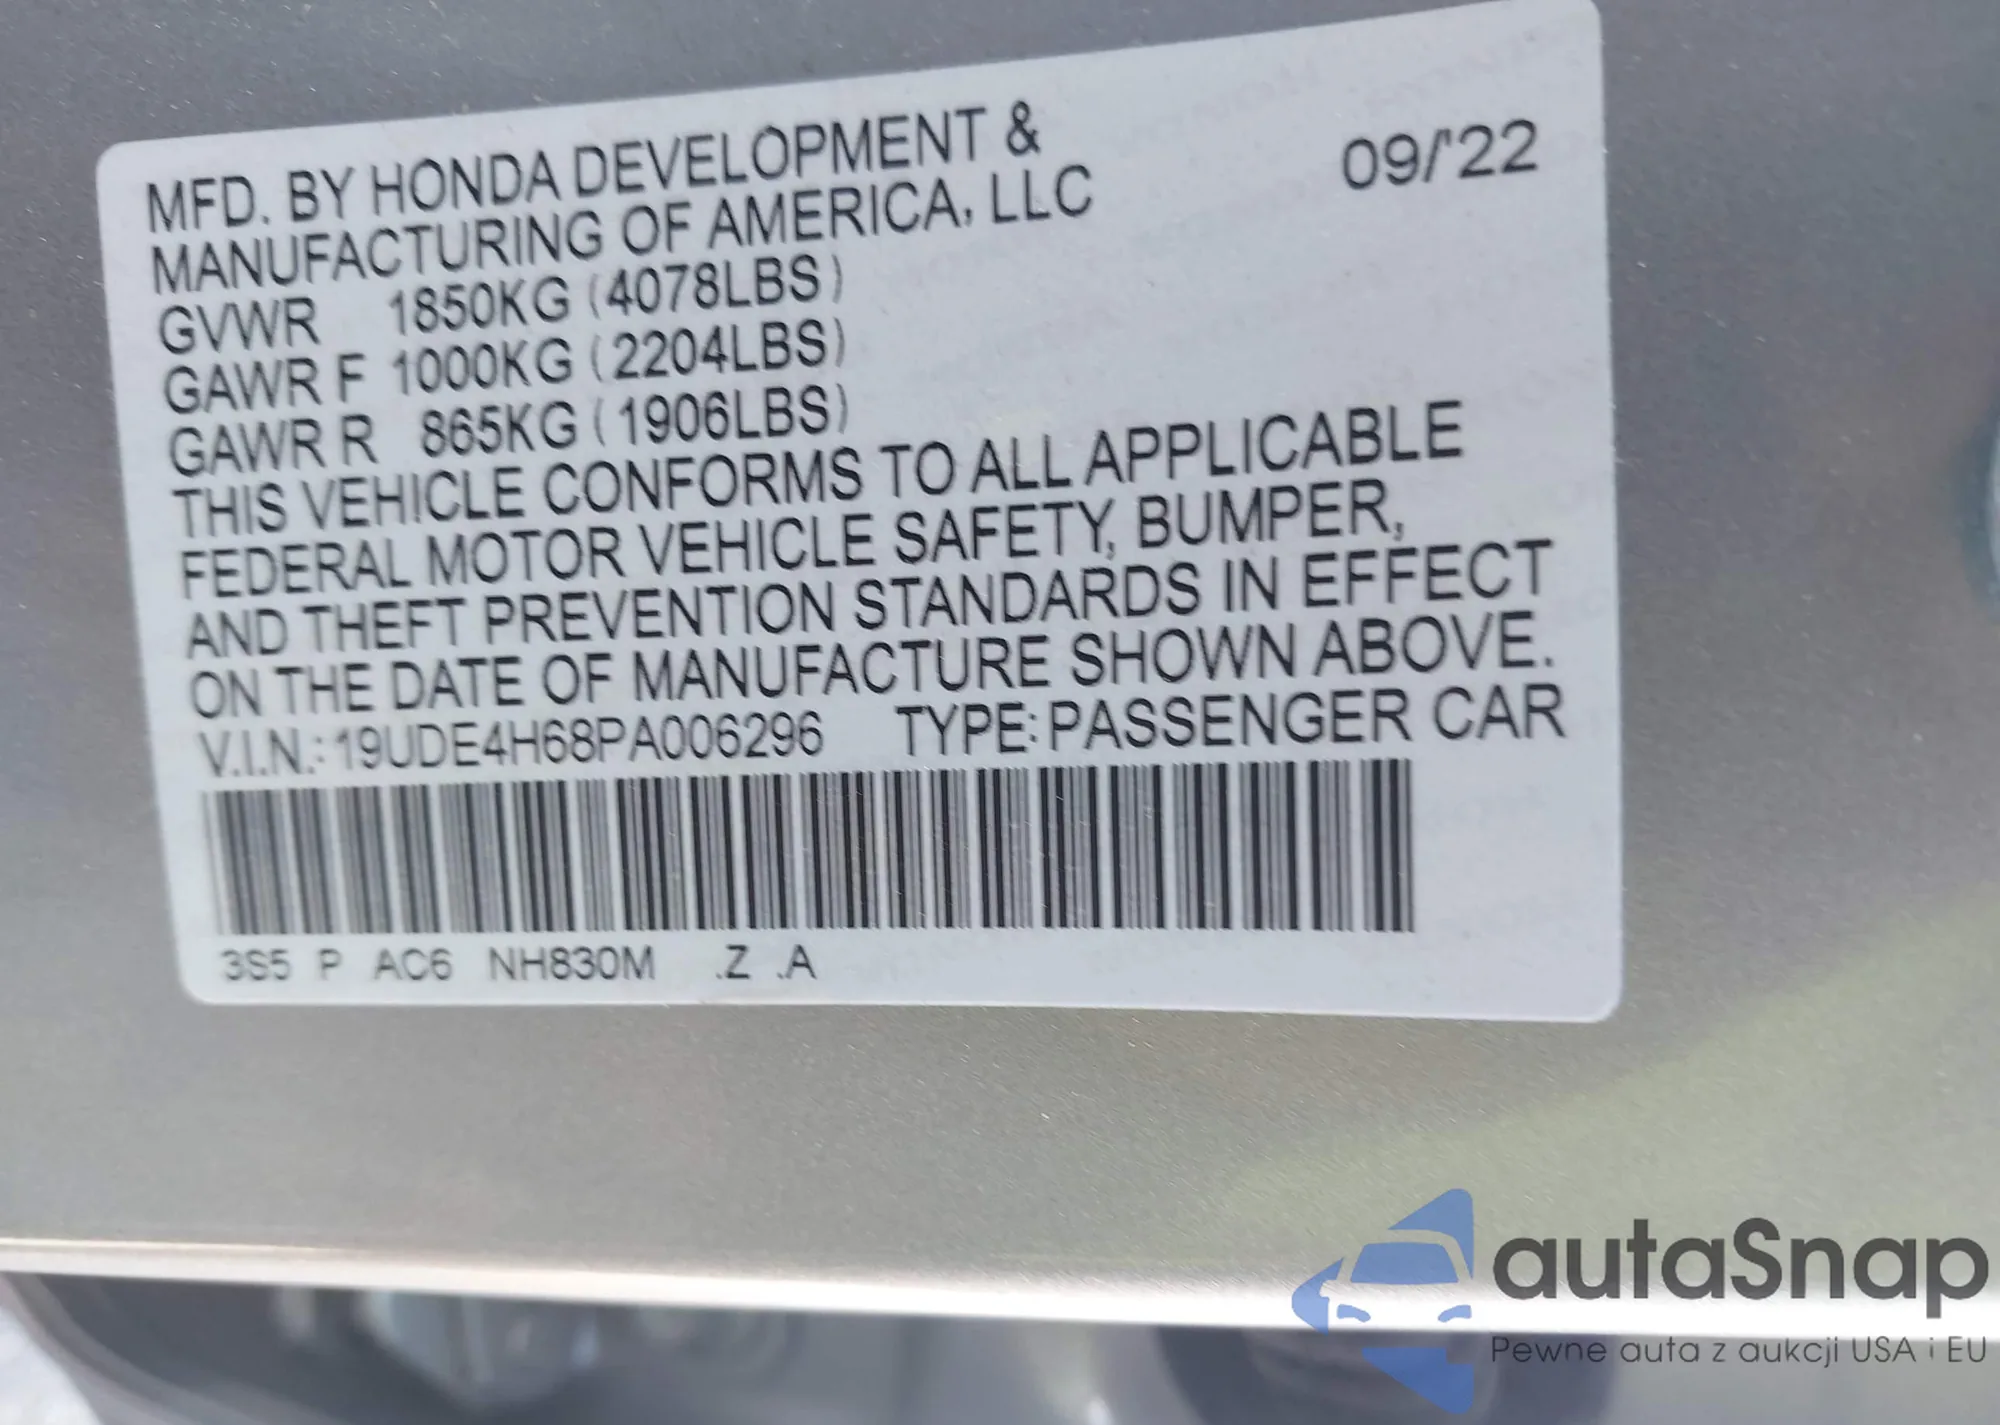 MFD. BY HONDA DEVELOPMENT &
MANUFACTURING OF AMERICA, LLC
09/'22
GVWR 1850KG (4078LBS)
GAWR F 1000KG (2204LBS)
GAWR R 865KG (1906LBS)
THIS VEHICLE CONFORMS TO ALL APPLICABLE
FEDERAL MOTOR VEHICLE SAFETY, BUMPER,
AND THEFT PREVENTION STANDARDS IN EFFECT
ON THE DATE OF MANUFACTURE SHOWN ABOVE.
V.I.N.: 19UDE4H68PA006296 TYPE: PASSENGER CAR
3S5 P AC6 NH830M .Z .A
autaSnap
Pewne auta z aukcji USA i EU